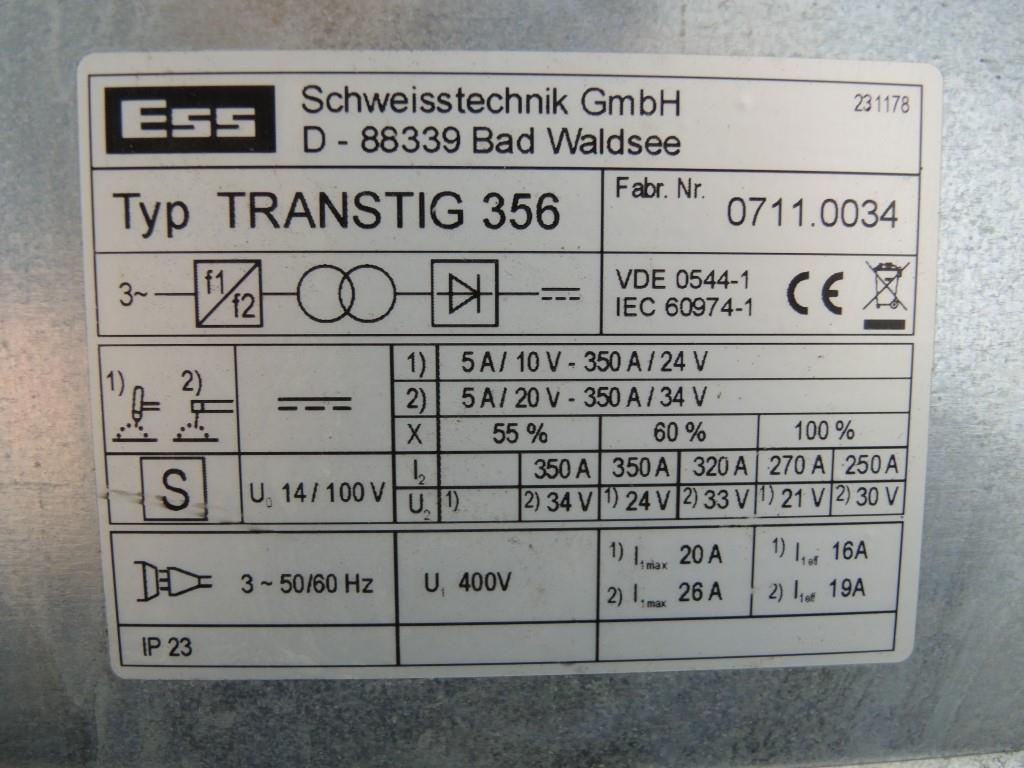 Ess
Schweisstechnik GmbH
D - 88339 Bad Waldsee
231178
Typ TRANSTIG 356
Fabr. Nr. 0711.0034
3~ f1/f2
VDE 0544-1
IEC 60974-1
CE
1) 2)
1) 5 A / 10 V - 350 A / 24 V
2) 5 A / 20 V - 350 A / 34 V
X 55 % 60 % 100 %
S
U₀ 14 / 100 V
I₂ 350 A 350 A 320 A 270 A 250 A
U₂ 1) 2) 34 V 1) 24 V 2) 33 V 1) 21 V 2) 30 V
3 ~ 50/60 Hz
U₁ 400V
1) I1max 20 A
2) I1max 26 A
1) I1eff 16A
2) I1eff 19A
IP 23